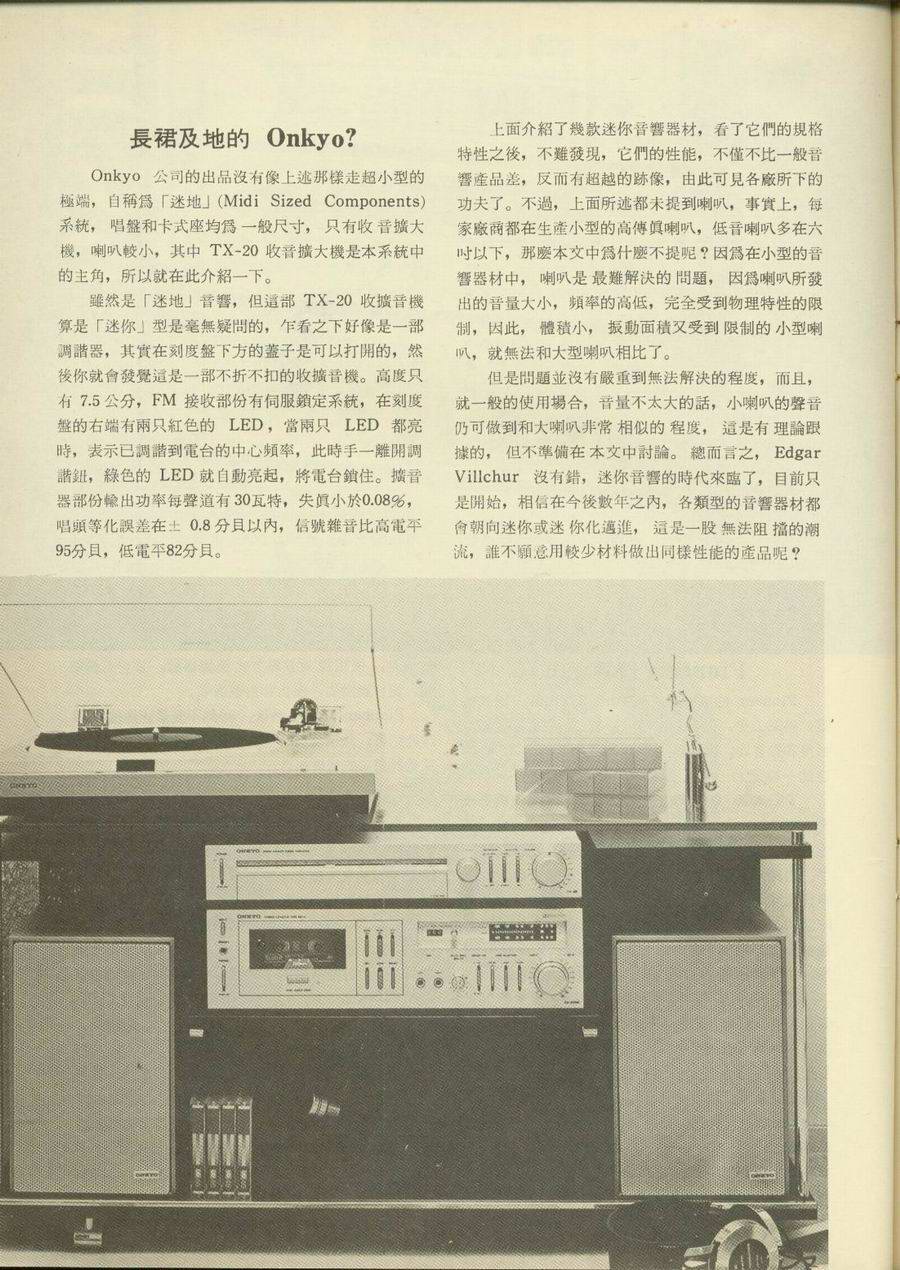 長裙及地的 Onkyo?
Onkyo 公司的出品沒有像上述那樣走超小型的
極端，自稱爲「迷地」(Midi Sized Components)
系統， 唱盤和卡式座均爲 一般尺寸， 只有收 音擴大
機，喇叭較小，其中 TX-20 收音擴大機是本系統中
的主角，所以就在此介紹一下。
雖然是「迷地」音響，但這部 TX-20 收擴音機
算是「迷你」型是毫無疑問的，乍看之下好像是一部
調諧器，其實在刻度盤下方的蓋子是可以打開的，然
後你就會發覺這是一部不折不扣的收擴音機。高度只
有 7.5 公分，FM 接收部份有伺服鎖定系統，在刻度
盤的右端有兩只紅色的 LED，當兩只 LED 都亮
時，表示已調諧到電台的中心頻率，此時手一離開調
諧鈕，綠色的 LED 就自動亮起，將電台鎖住。擴音
器部份輸出功率每聲道有30瓦特，失眞小於0.08%，
唱頭等化誤差在± 0.8 分貝以內，信號雜音比高電平
95分貝，低電平82分貝。
上面介紹了幾款迷你音響器材，看了它們的規格
特性之後，不難發現，它們的性能，不僅不比一般音
響產品差，反而有超越的跡像，由此可見各廠所下的
功夫了。不過，上面所述都未提到喇叭，事實上，每
家廠商都在生產小型的高傳眞喇叭，低音喇叭多在六
吋以下，那麼本文中爲什麼不提呢？因爲在小型的音
響器材中， 喇叭是 最難解決的 問題， 因爲喇叭所發
出的音量大小，頻率的高低，完全受到物理特性的限
制，因此， 體積小， 振動面積又受到 限制的 小型喇
叭，就無法和大型喇叭相比了。
但是問題並沒有嚴重到無法解決的程度，而且，
就一般的使用場合，音量不太大的話，小喇叭的聲音
仍可做到和大喇叭非常 相似的 程度， 這是有 理論跟
據的， 但不準備在 本文中討論。 總而言之， Edgar
Villchur 沒有錯，迷你音響的時代來臨了，目前只
是開始，相信在今後數年之內，各類型的音響器材都
會朝向迷你或迷 你化邁進， 這是一股 無法阻 擋的潮
流，誰不願意用較少材料做出同樣性能的產品呢？
ONKYO
ONKYO
ONKYO
ONKYO
ONKYO